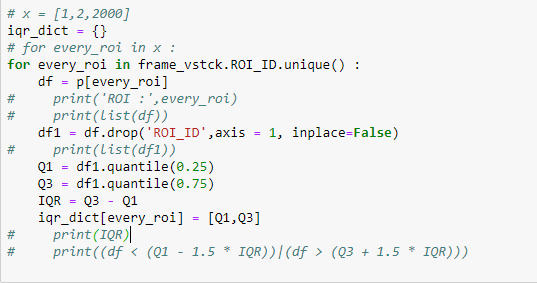 # x = [1,2,2000]
iqr_dict = {}
# for every_roi in x :
for every_roi in frame_vstck.ROI_ID.unique() :
    df = p[every_roi]
#     print('ROI :',every_roi)
#     print(list(df))
    df1 = df.drop('ROI_ID',axis = 1, inplace=False)
#     print(list(df1))
    Q1 = df1.quantile(0.25)
    Q3 = df1.quantile(0.75)
    IQR = Q3 - Q1
    iqr_dict[every_roi] = [Q1,Q3]
#     print(IQR)
#     print((df < (Q1 - 1.5 * IQR))|(df > (Q3 + 1.5 * IQR)))